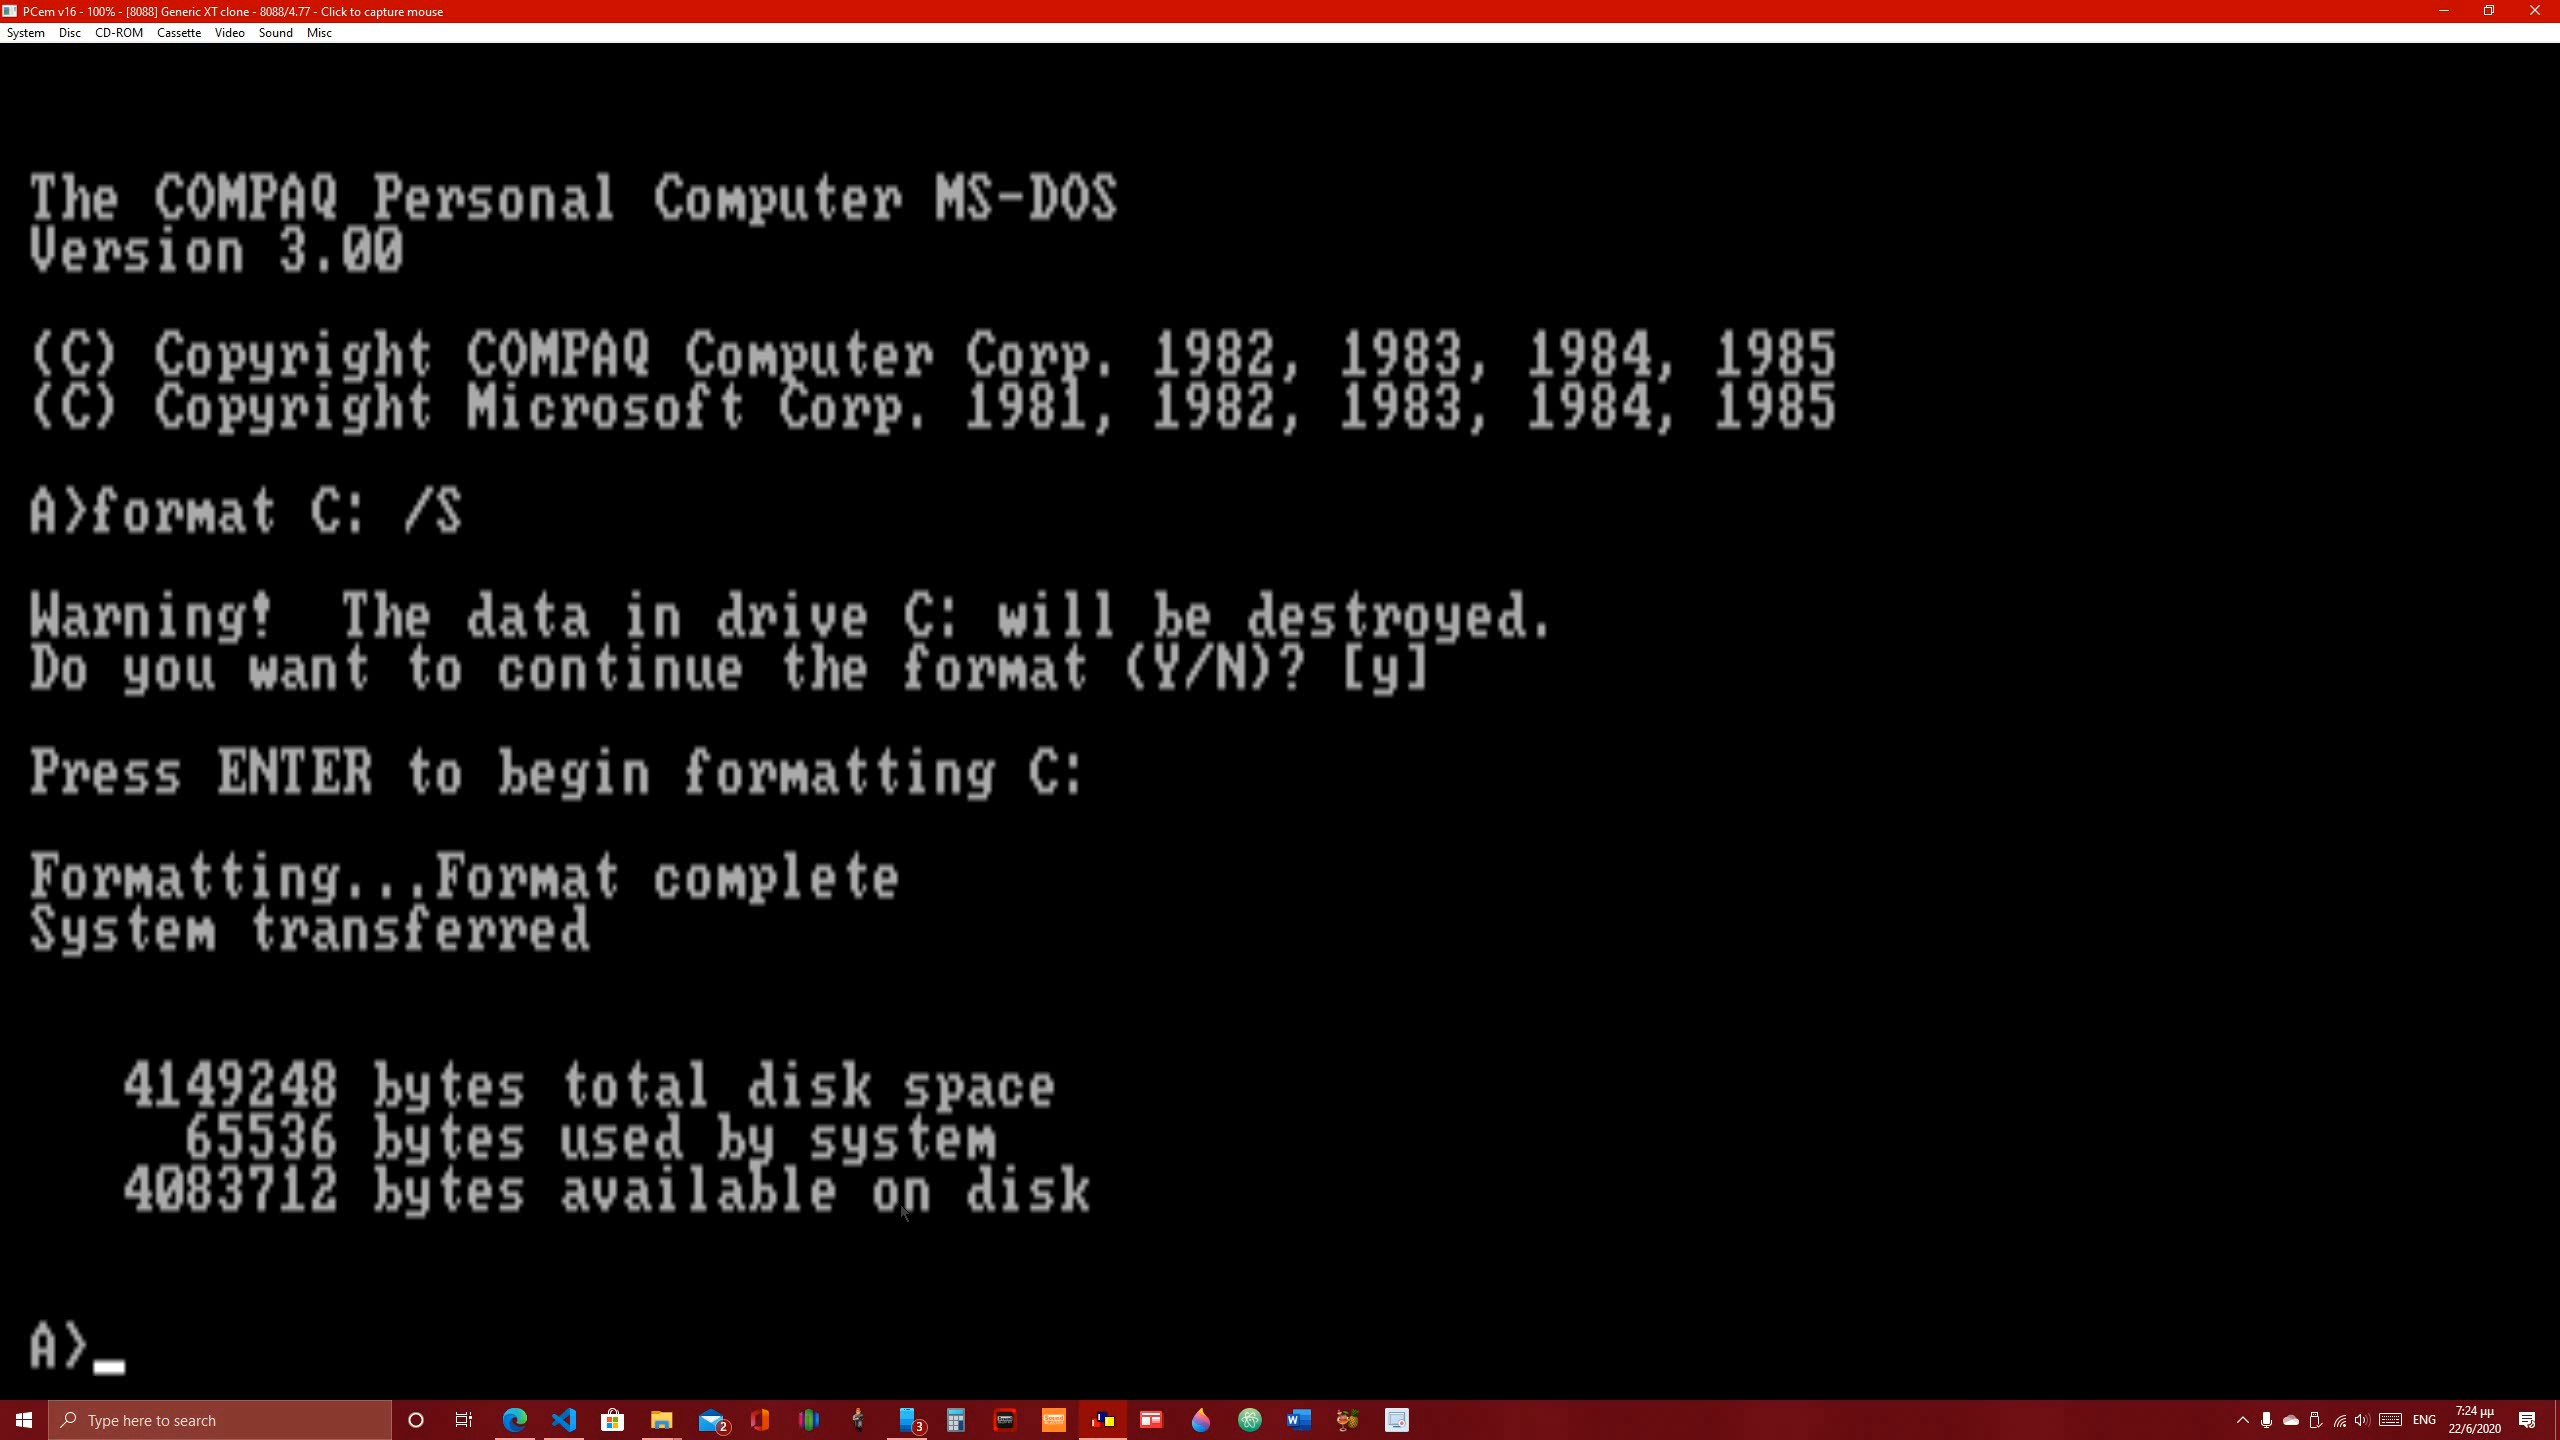 PCem v16 - 100% - [8088] Generic XT clone - 8088/4.77 - Click to capture mouse
System Disc CD-ROM Cassette Video Sound Misc
The COMPAQ Personal Computer MS-DOS
Version 3.00
(C) Copyright COMPAQ Computer Corp. 1982, 1983, 1984, 1985
(C) Copyright Microsoft Corp. 1981, 1982, 1983, 1984, 1985
A>format C: /S
Warning!  The data in drive C: will be destroyed.
Do you want to continue the format (Y/N)? [y]
Press ENTER to begin formatting C:
Formatting...Format complete
System transferred
4149248 bytes total disk space
65536 bytes used by system
4083712 bytes available on disk
A>_
Type here to search
2
3
ENG
7:24 μμ
22/6/2020